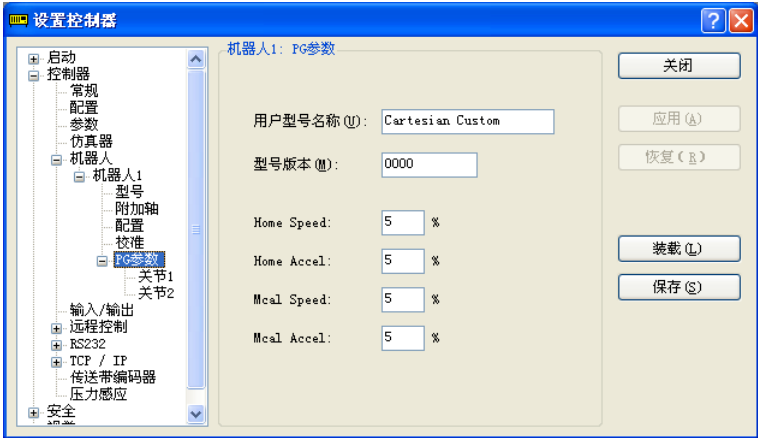 设置控制器
启动
控制器
常规
配置
参数
仿真器
机器人
机器人1
型号
附加轴
配置
校准
PG参数
关节1
关节2
输入/输出
远程控制
RS232
TCP / IP
传送带编码器
压力感应
安全
机器人1: PG参数
用户型号名称(U): Cartesian Custom
型号版本(M): 0000
Home Speed: 5 %
Home Accel: 5 %
Mcal Speed: 5 %
Mcal Accel: 5 %
关闭
应用(A)
恢复(R)
装载(L)
保存(S)